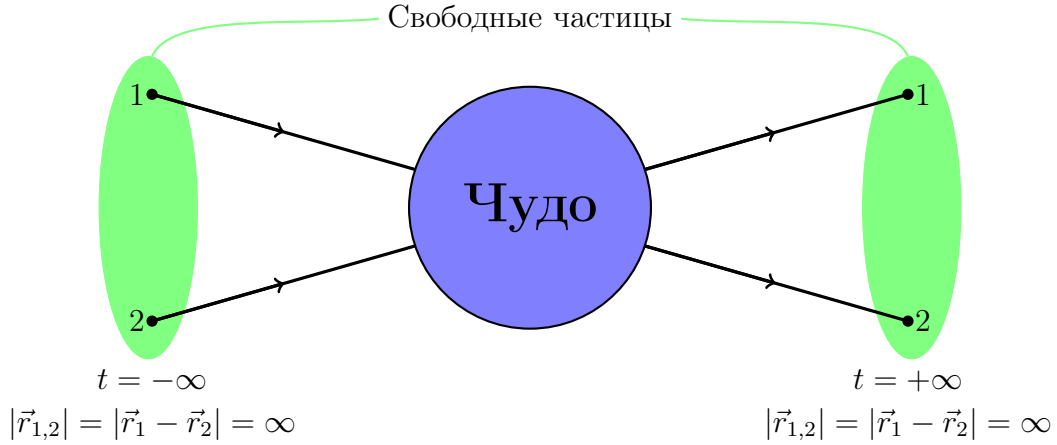 Свободные частицы
1
1
Чудо
2
2
t = −∞
t = +∞
|r⃗₁,₂| = |r⃗₁ − r⃗₂| = ∞
|r⃗₁,₂| = |r⃗₁ − r⃗₂| = ∞